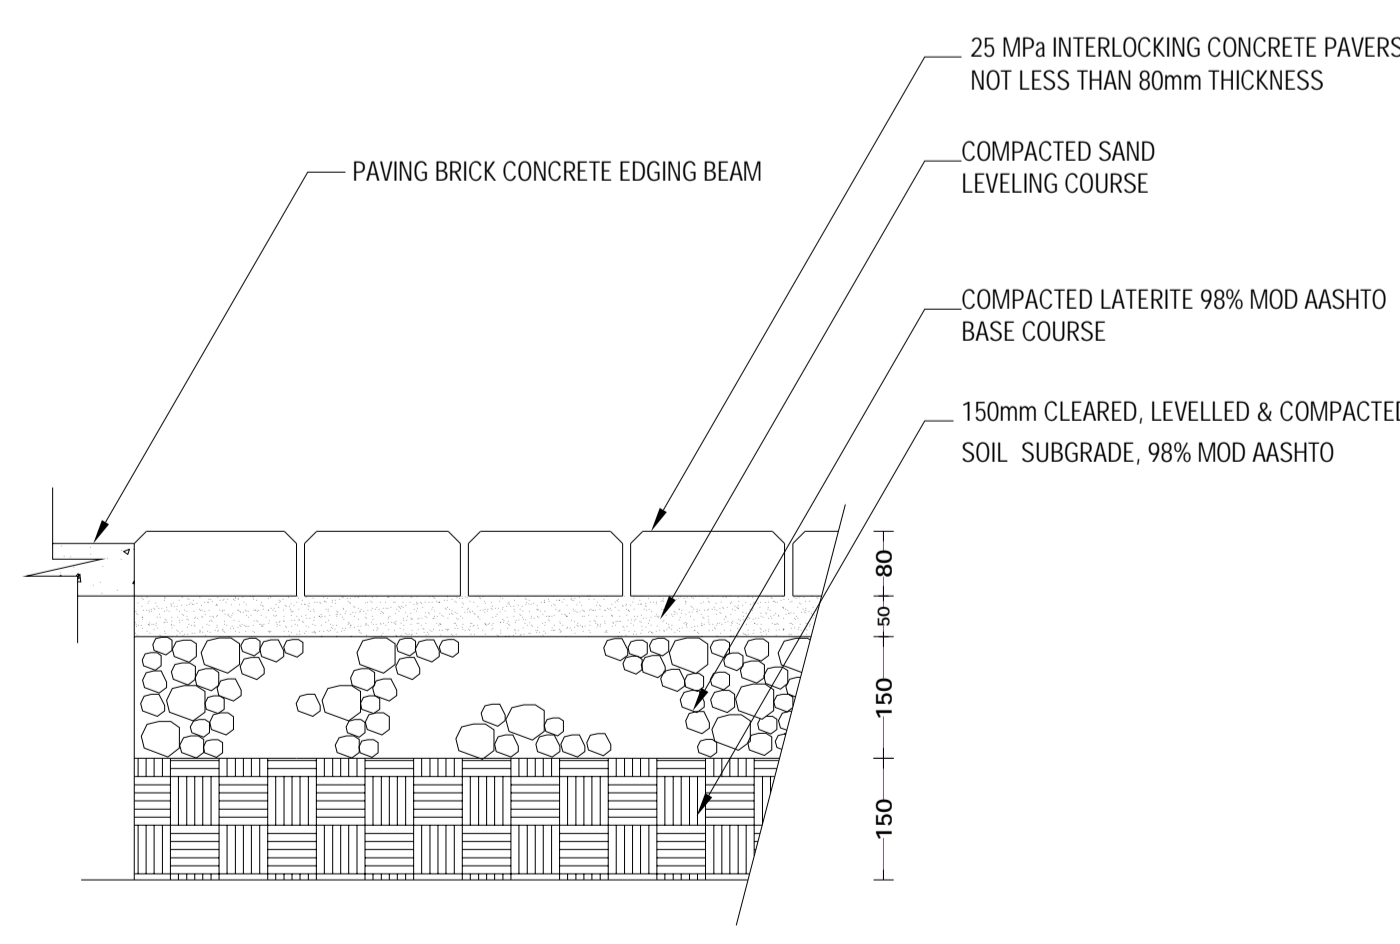 25 MPa INTERLOCKING CONCRETE PAVERS
NOT LESS THAN 80mm THICKNESS
COMPACTED SAND
LEVELING COURSE
PAVING BRICK CONCRETE EDGING BEAM
COMPACTED LATERITE 98% MOD AASHTO
BASE COURSE
150mm CLEARED, LEVELLED & COMPACTED
SOIL SUBGRADE, 98% MOD AASHTO
80
50
150
150